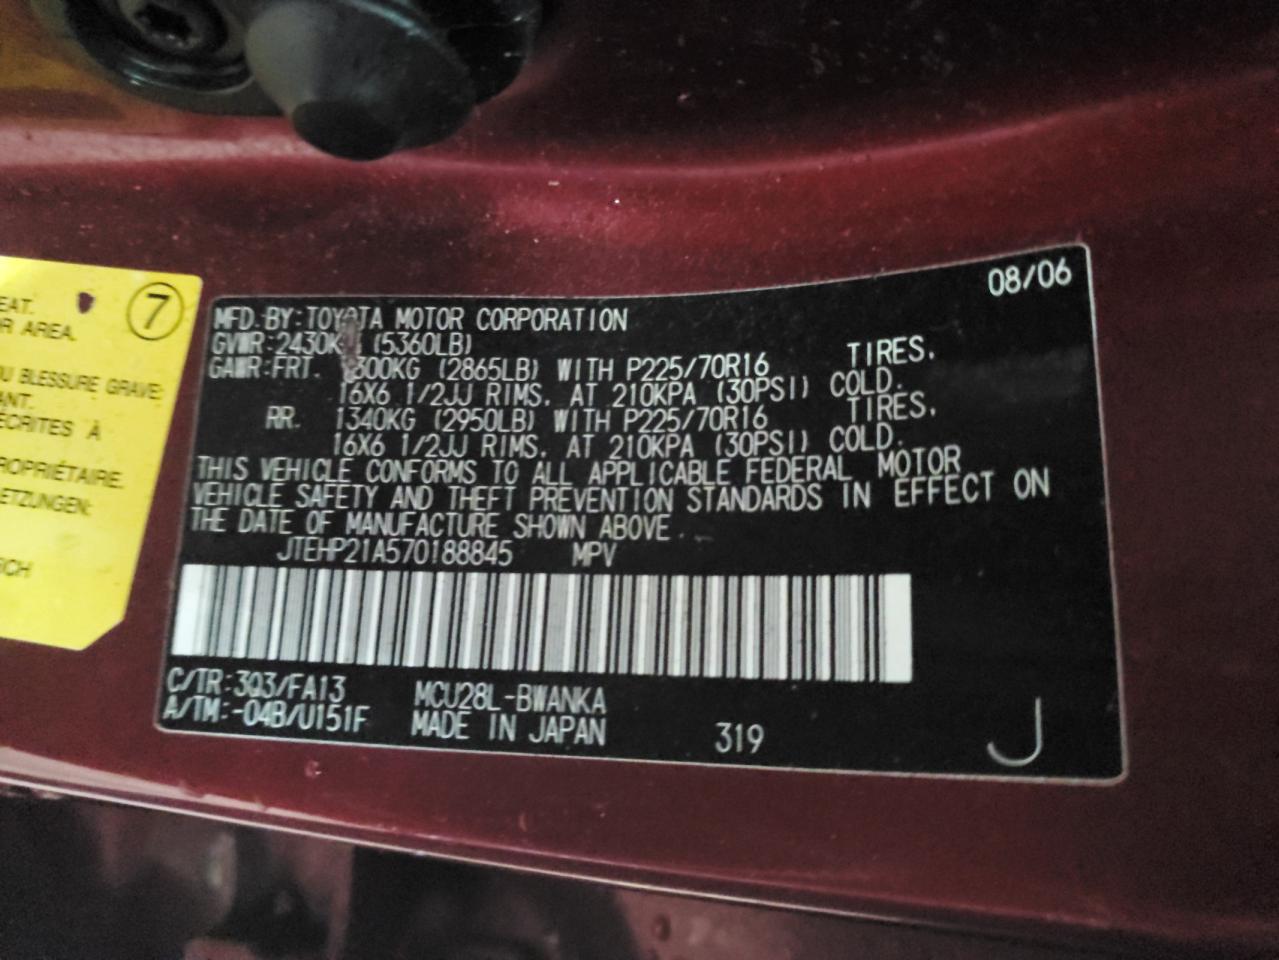 EAT.
R AREA.
7
U BLESSURE GRAVE:
ANT.
ÉCRITES À
ROPRIÉTAIRE.
ETZUNGEN:
RCH
08/06
MFD. BY: TOYOTA MOTOR CORPORATION
GVWR: 2430K (5360LB)
GAWR: FRT. 300KG (2865LB) WITH P225/70R16 TIRES,
16X6 1/2JJ RIMS, AT 210KPA (30PSI) COLD.
RR. 1340KG (2950LB) WITH P225/70R16 TIRES,
16X6 1/2JJ RIMS, AT 210KPA (30PSI) COLD.
THIS VEHICLE CONFORMS TO ALL APPLICABLE FEDERAL MOTOR
VEHICLE SAFETY AND THEFT PREVENTION STANDARDS IN EFFECT ON
THE DATE OF MANUFACTURE SHOWN ABOVE.
JTEHP21A570188845 MPV
C/TR: 3Q3/FA13 MCU28L-BWANKA
A/TM: -04B/U151F MADE IN JAPAN 319 J